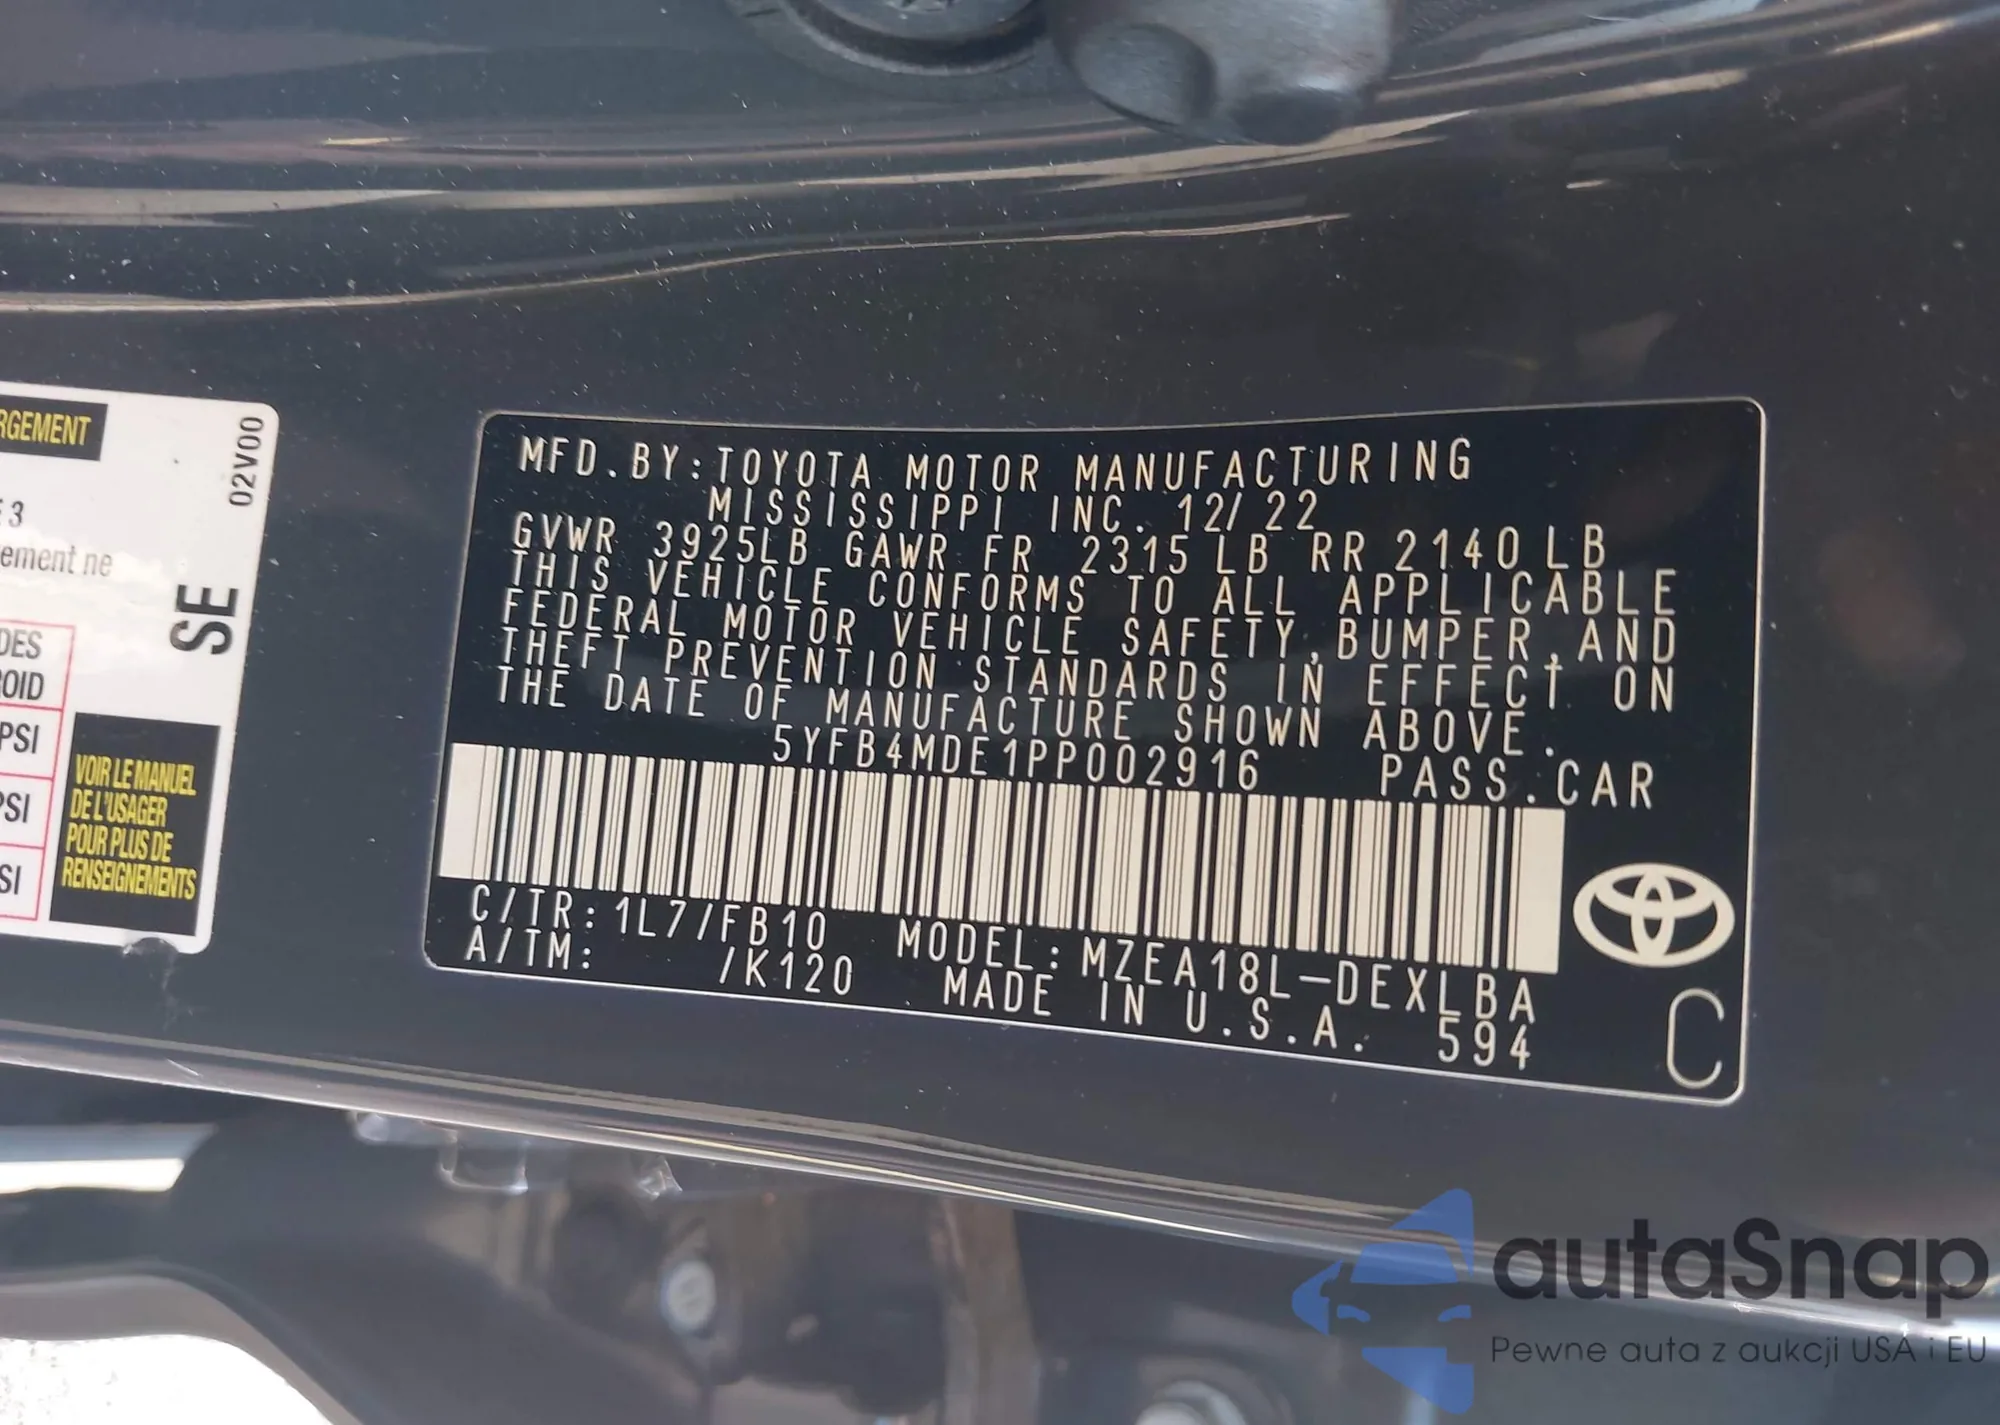 RGEMENT
02V00
E 3
ement ne
SE
DES
ROID
PSI
PSI
SI
VOIR LE MANUEL
DE L'USAGER
POUR PLUS DE
RENSEIGNEMENTS
MFD. BY: TOYOTA MOTOR MANUFACTURING
MISSISSIPPI INC. 12/22
GVWR 3925LB GAWR FR 2315 LB RR 2140 LB
THIS VEHICLE CONFORMS TO ALL APPLICABLE
FEDERAL MOTOR VEHICLE SAFETY, BUMPER, AND
THEFT PREVENTION STANDARDS IN EFFECT ON
THE DATE OF MANUFACTURE SHOWN ABOVE.
5YFB4MDE1PP002916 PASS. CAR
C/TR: 1L7/FB10 MODEL: MZEA18L-DEXLBA
A/TM: /K120 MADE IN U.S.A. 594
C
autaSnap
Pewne auta z aukcji USA i EU